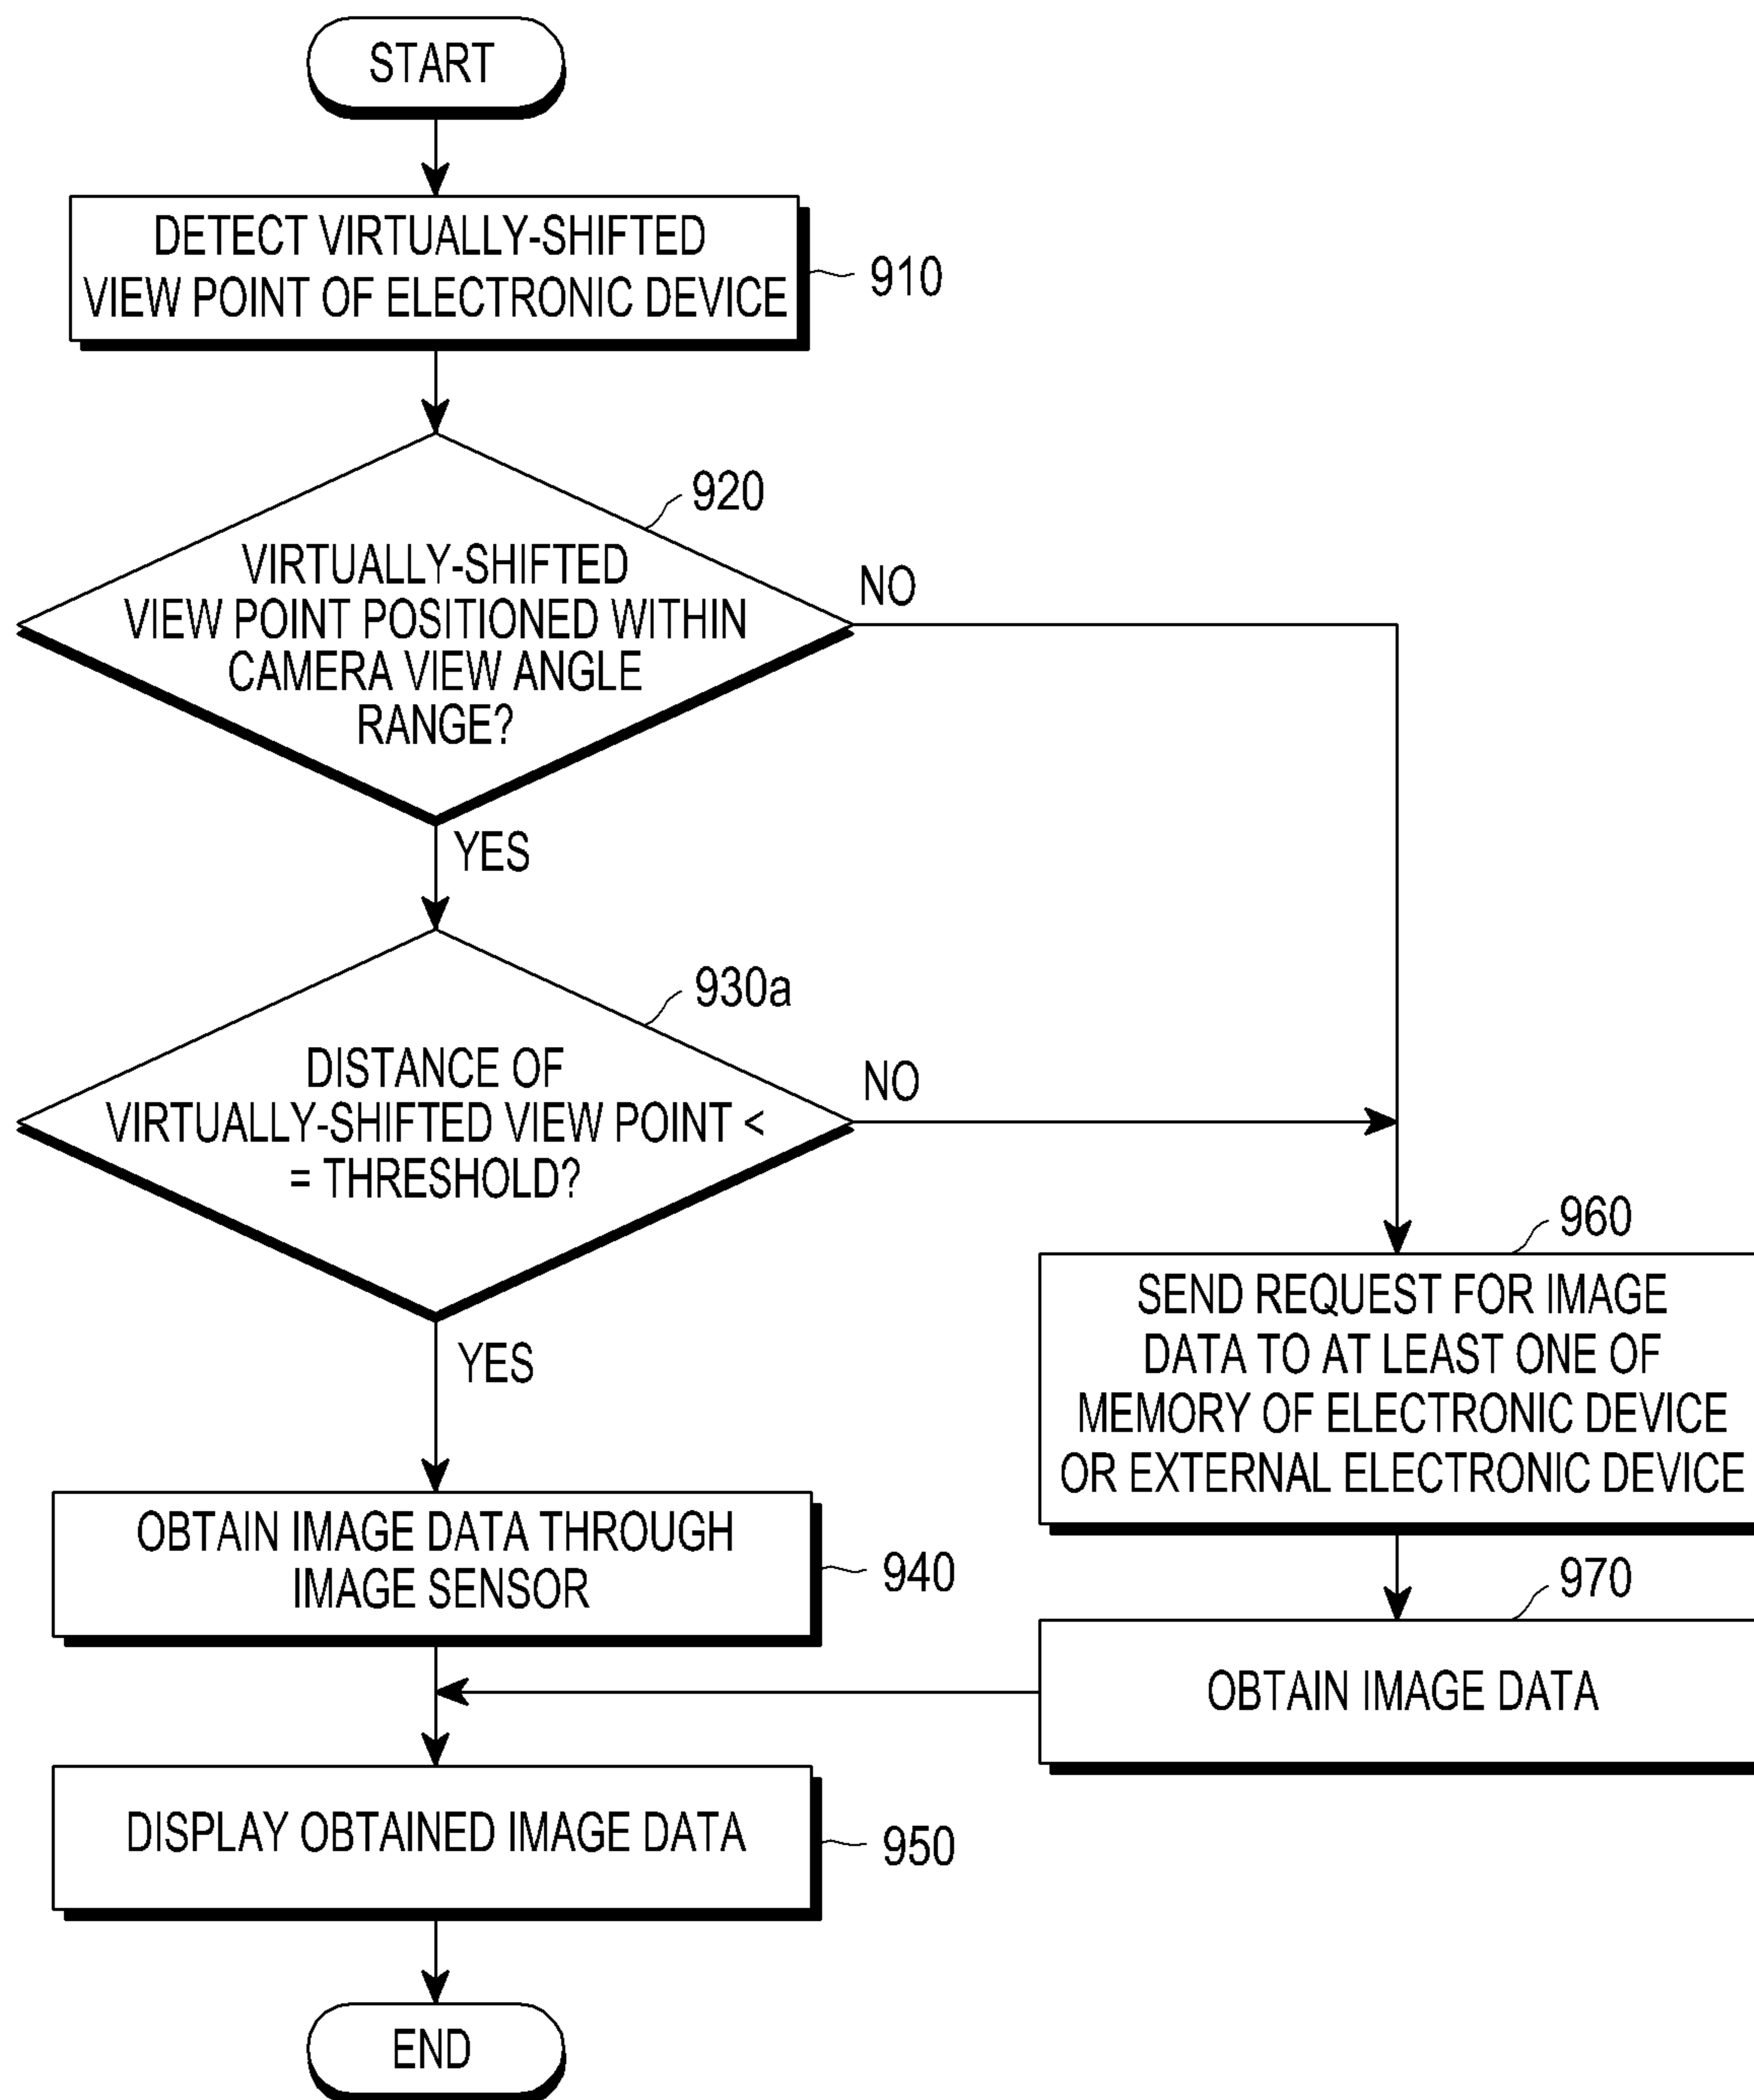 START
DETECT VIRTUALLY-SHIFTED
VIEW POINT OF ELECTRONIC DEVICE
910
920
VIRTUALLY-SHIFTED
VIEW POINT POSITIONED WITHIN
CAMERA VIEW ANGLE
RANGE?
NO
YES
930a
DISTANCE OF
VIRTUALLY-SHIFTED VIEW POINT <
= THRESHOLD?
NO
YES
960
SEND REQUEST FOR IMAGE
DATA TO AT LEAST ONE OF
MEMORY OF ELECTRONIC DEVICE
OR EXTERNAL ELECTRONIC DEVICE
OBTAIN IMAGE DATA THROUGH
IMAGE SENSOR
940
970
OBTAIN IMAGE DATA
DISPLAY OBTAINED IMAGE DATA
950
END